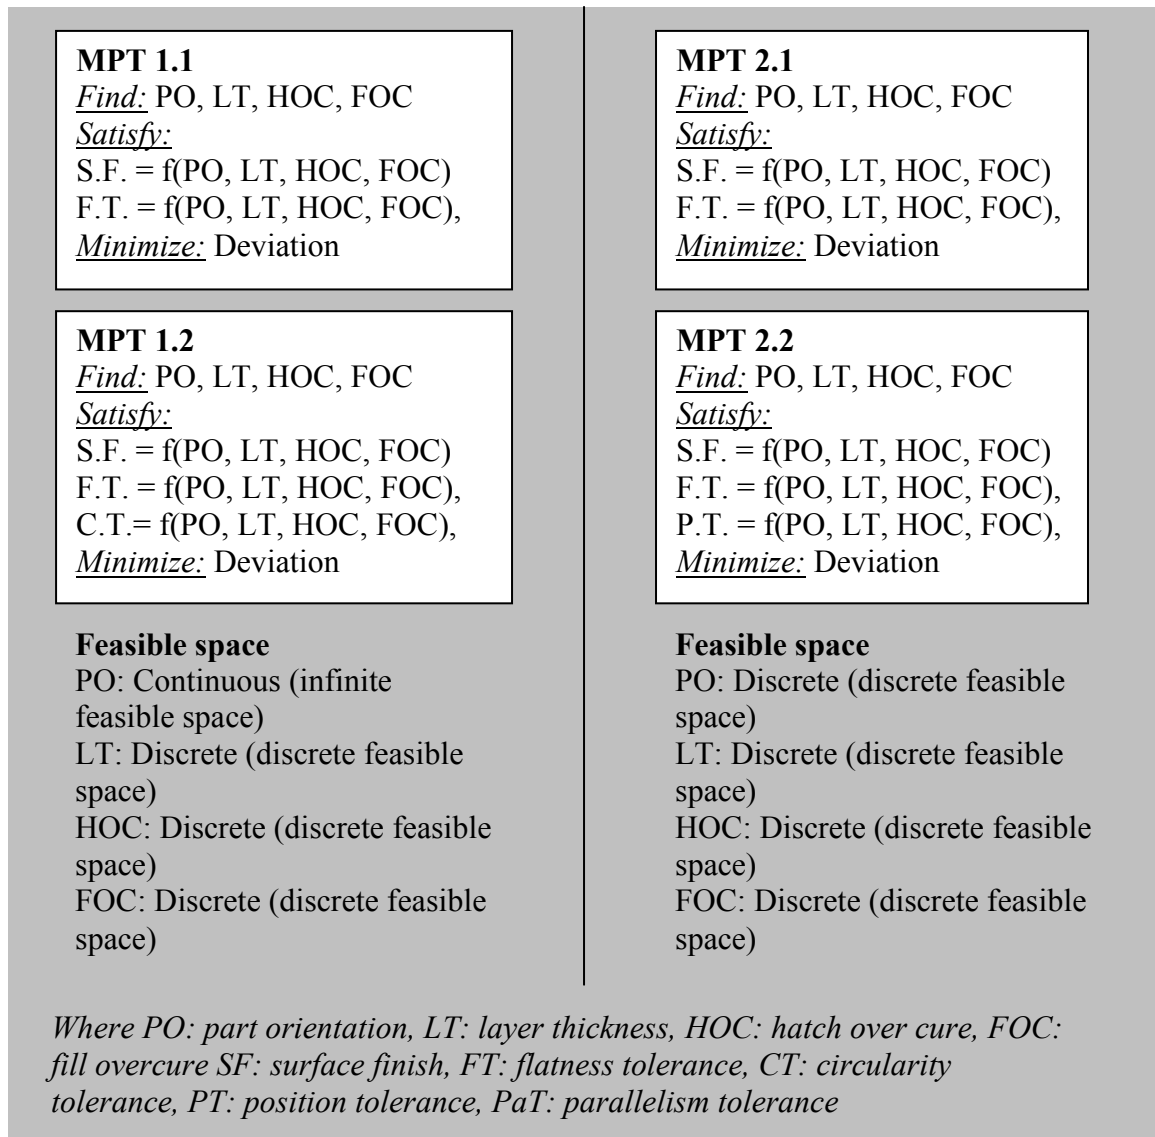 MPT 1.1
Find: PO, LT, HOC, FOC
Satisfy:
S.F. = f(PO, LT, HOC, FOC)
F.T. = f(PO, LT, HOC, FOC),
Minimize: Deviation
MPT 1.2
Find: PO, LT, HOC, FOC
Satisfy:
S.F. = f(PO, LT, HOC, FOC)
F.T. = f(PO, LT, HOC, FOC),
C.T.= f(PO, LT, HOC, FOC),
Minimize: Deviation
Feasible space
PO: Continuous (infinite
feasible space)
LT: Discrete (discrete feasible
space)
HOC: Discrete (discrete feasible
space)
FOC: Discrete (discrete feasible
space)
MPT 2.1
Find: PO, LT, HOC, FOC
Satisfy:
S.F. = f(PO, LT, HOC, FOC)
F.T. = f(PO, LT, HOC, FOC),
Minimize: Deviation
MPT 2.2
Find: PO, LT, HOC, FOC
Satisfy:
S.F. = f(PO, LT, HOC, FOC)
F.T. = f(PO, LT, HOC, FOC),
P.T. = f(PO, LT, HOC, FOC),
Minimize: Deviation
Feasible space
PO: Discrete (discrete feasible
space)
LT: Discrete (discrete feasible
space)
HOC: Discrete (discrete feasible
space)
FOC: Discrete (discrete feasible
space)
Where PO: part orientation, LT: layer thickness, HOC: hatch over cure, FOC:
fill overcure SF: surface finish, FT: flatness tolerance, CT: circularity
tolerance, PT: position tolerance, PaT: parallelism tolerance